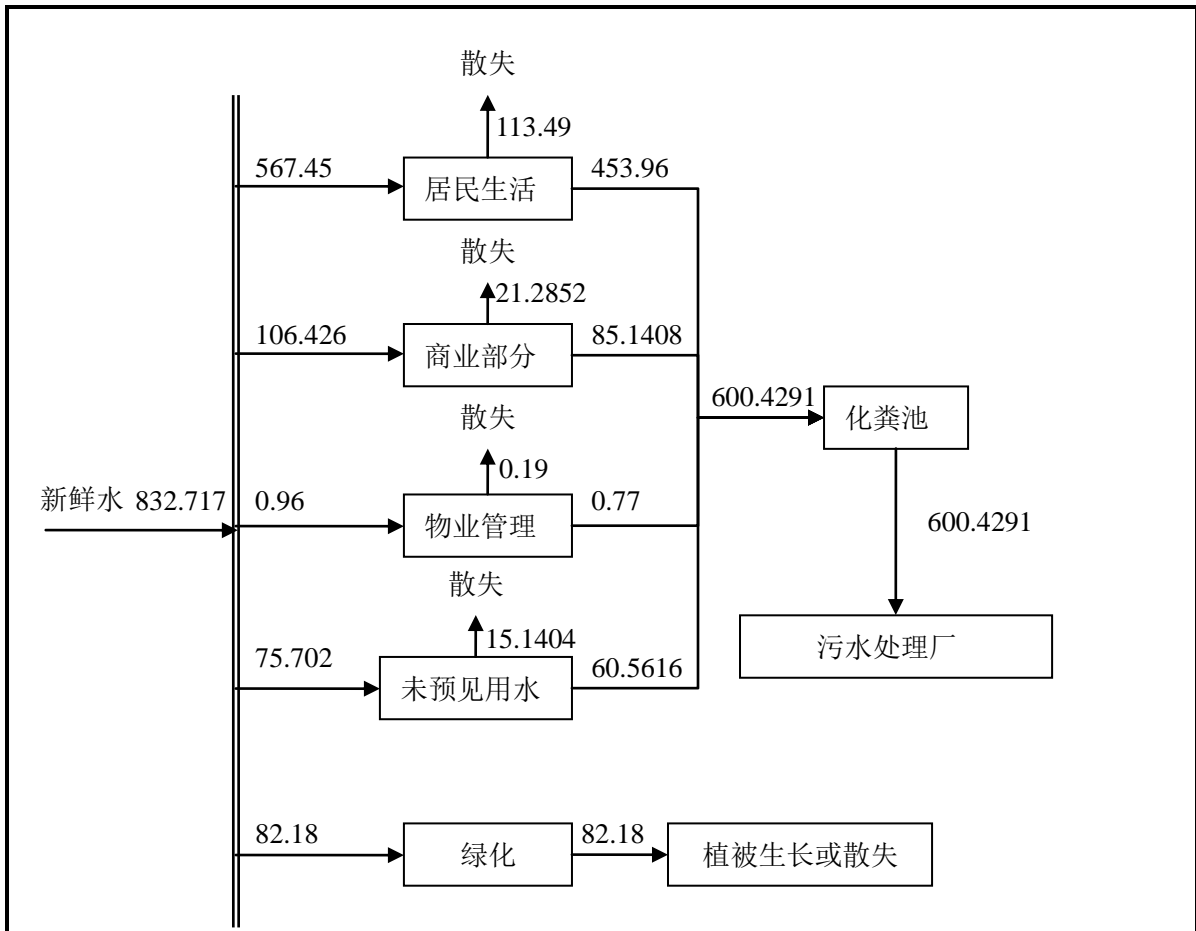 散失
113.49
567.45
居民生活
453.96
散失
21.2852
106.426
商业部分
85.1408
600.4291
化粪池
散失
0.19
新鲜水 832.717
0.96
物业管理
0.77
600.4291
散失
15.1404
75.702
未预见用水
60.5616
污水处理厂
82.18
绿化
82.18
植被生长或散失